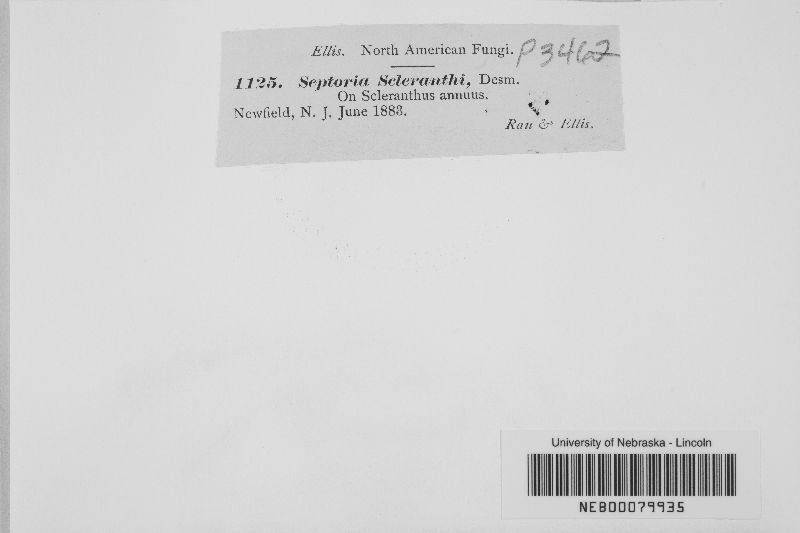 Ellis. North American Fungi. P3462
1125. Septoria Scleranthi, Desm.
On Scleranthus annuus.
Newfield, N. J. June 1883.
Rau & Ellis.
University of Nebraska - Lincoln
NEB00079935